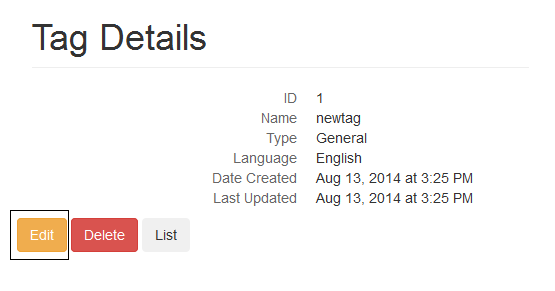 Tag Details
ID 1
Name newtag
Type General
Language English
Date Created Aug 13, 2014 at 3:25 PM
Last Updated Aug 13, 2014 at 3:25 PM
Edit Delete List